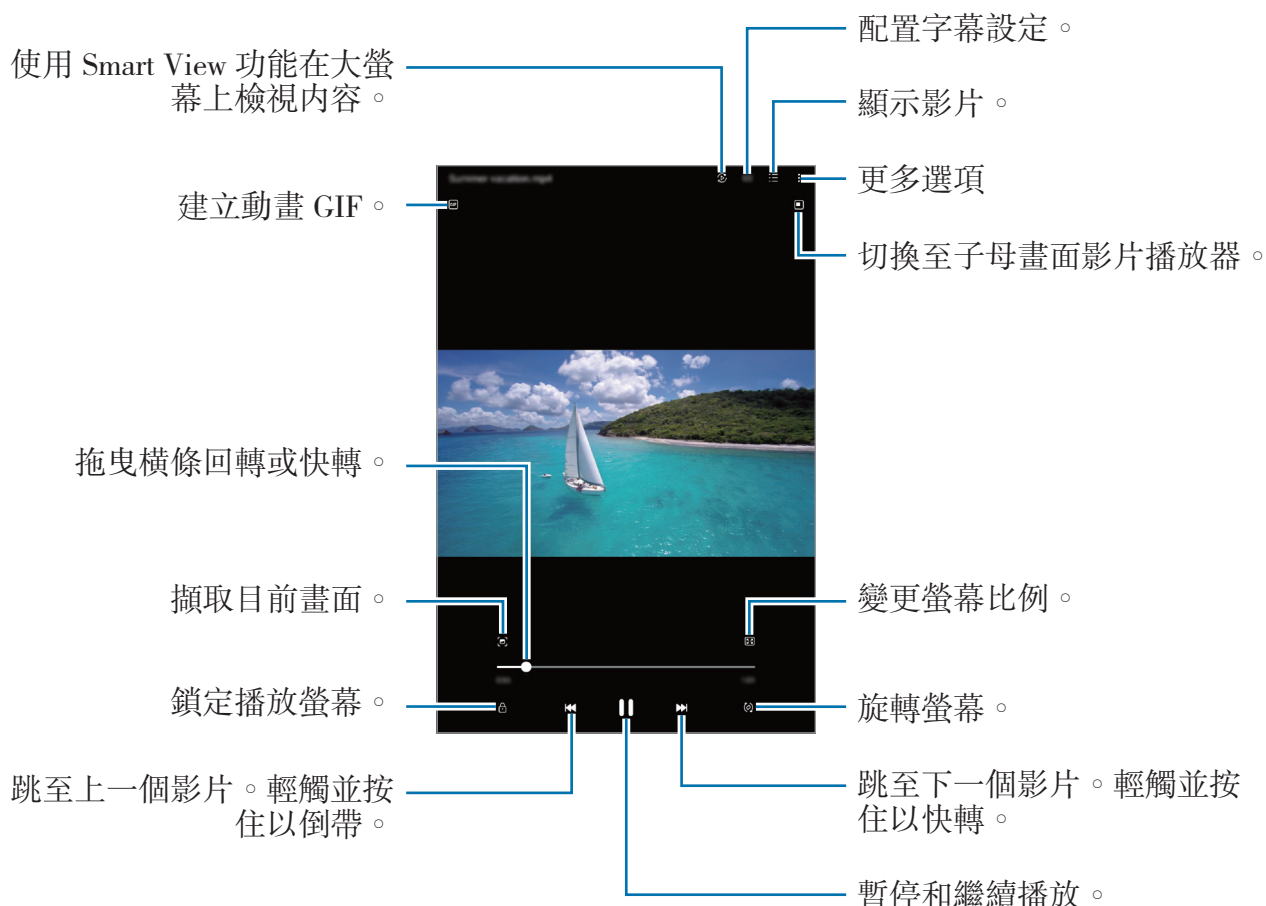 使用 Smart View 功能在大螢
幕上檢視内容。
配置字幕設定。
顯示影片。
更多選項
建立動畫 GIF。
切換至子母畫面影片播放器。
Summer vacation.mp4
GIF
拖曳橫條回轉或快轉。
擷取目前畫面。
變更螢幕比例。
鎖定播放螢幕。
旋轉螢幕。
跳至上一個影片。輕觸並按
住以倒帶。
跳至下一個影片。輕觸並按
住以快轉。
暫停和繼續播放。